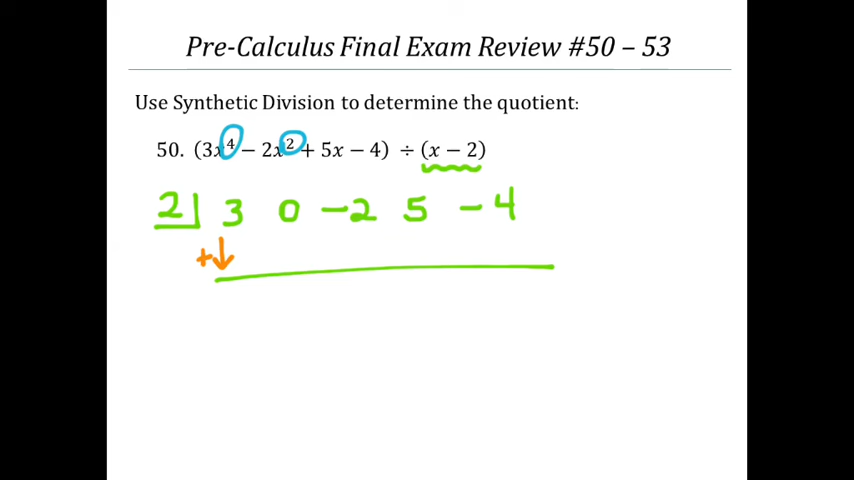 Pre-Calculus Final Exam Review #50 – 53
Use Synthetic Division to determine the quotient:
50. (3x⁴ − 2x² + 5x − 4) ÷ (x − 2)
2| 3 0 −2 5 −4
+↓